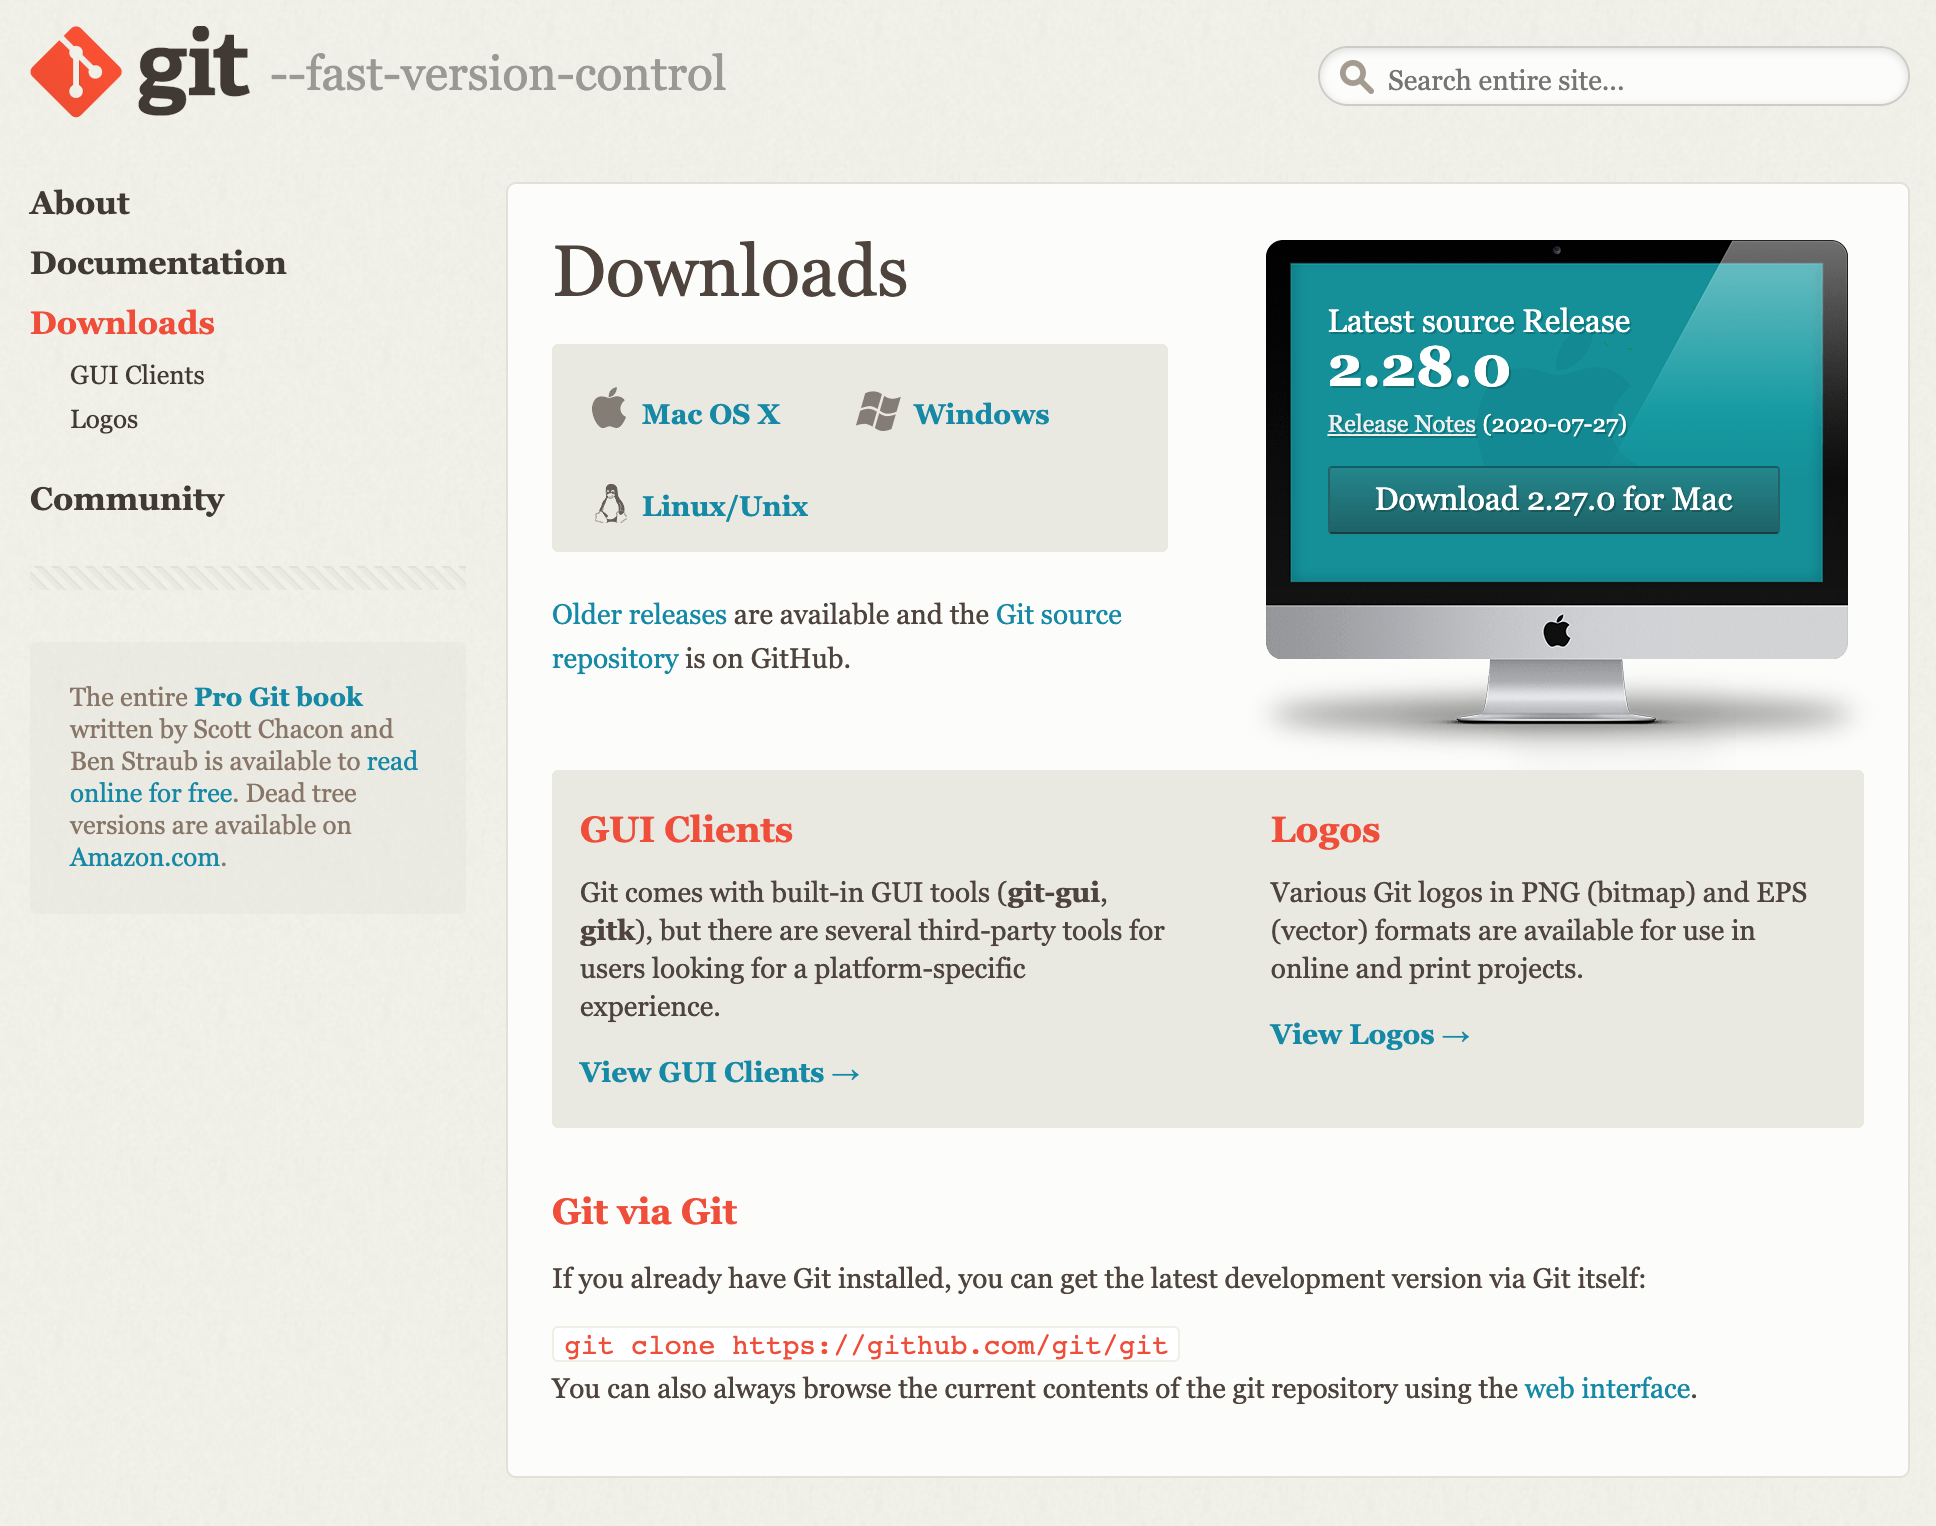 git --fast-version-control
Search entire site...
About
Documentation
Downloads
GUI Clients
Logos
Community
The entire Pro Git book
written by Scott Chacon and
Ben Straub is available to read
online for free. Dead tree
versions are available on
Amazon.com.
Downloads
Mac OS X
Windows
Linux/Unix
Older releases are available and the Git source
repository is on GitHub.
Latest source Release
2.28.0
Release Notes (2020-07-27)
Download 2.27.0 for Mac
GUI Clients
Git comes with built-in GUI tools (git-gui,
gitk), but there are several third-party tools for
users looking for a platform-specific
experience.
View GUI Clients →
Logos
Various Git logos in PNG (bitmap) and EPS
(vector) formats are available for use in
online and print projects.
View Logos →
Git via Git
If you already have Git installed, you can get the latest development version via Git itself:
git clone https://github.com/git/git
You can also always browse the current contents of the git repository using the web interface.